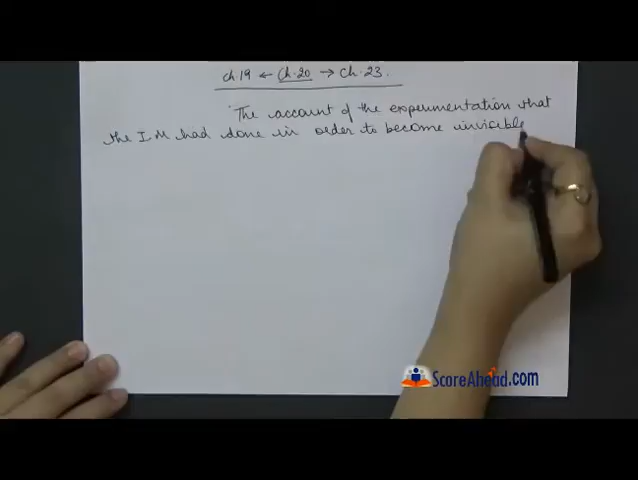 ch.19 ← Ch.20 → Ch.23.
The account of the experimentation that
the I M had done in order to become invisible
ScoreAhead.com